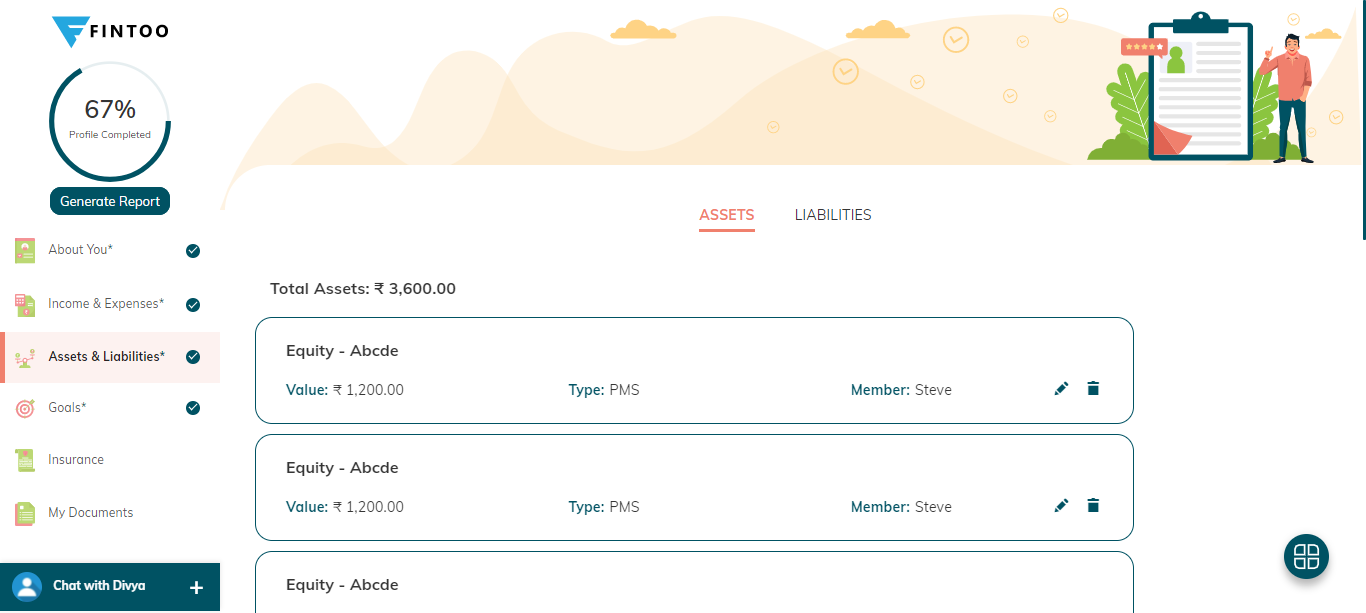 FINTOO
67%
Profile Completed
Generate Report
About You*
Income & Expenses*
Assets & Liabilities*
Goals*
Insurance
My Documents
Chat with Divya
ASSETS LIABILITIES
Total Assets: ₹ 3,600.00
Equity - Abcde
Value: ₹ 1,200.00 Type: PMS Member: Steve
Equity - Abcde
Value: ₹ 1,200.00 Type: PMS Member: Steve
Equity - Abcde